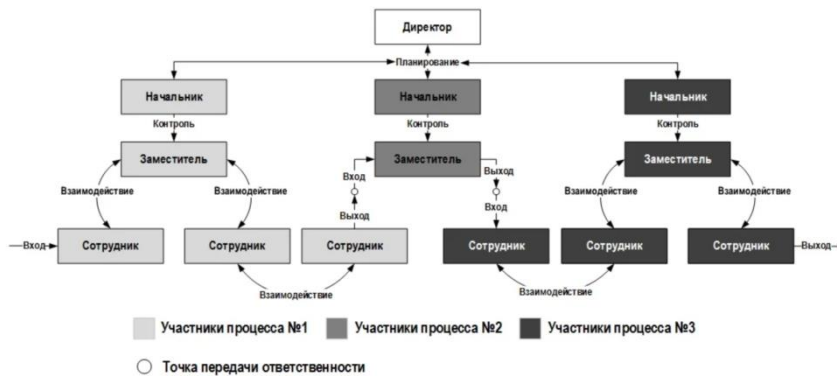 Директор
Планирование
Начальник
Начальник
Начальник
Контроль
Контроль
Контроль
Заместитель
Заместитель
Заместитель
Взаимодействие
Взаимодействие
Вход
Выход
Выход
Вход
Взаимодействие
Взаимодействие
Вход
Сотрудник
Сотрудник
Сотрудник
Сотрудник
Сотрудник
Сотрудник
Выход
Взаимодействие
Взаимодействие
Участники процесса №1
Участники процесса №2
Участники процесса №3
Точка передачи ответственности